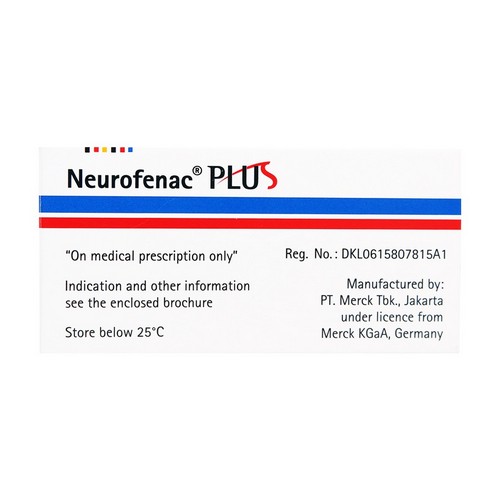 Neurofenac® PLUS
"On medical prescription only"
Indication and other information
see the enclosed brochure
Store below 25°C
Reg. No.: DKL0615807815A1
Manufactured by:
PT. Merck Tbk., Jakarta
under licence from
Merck KGaA, Germany